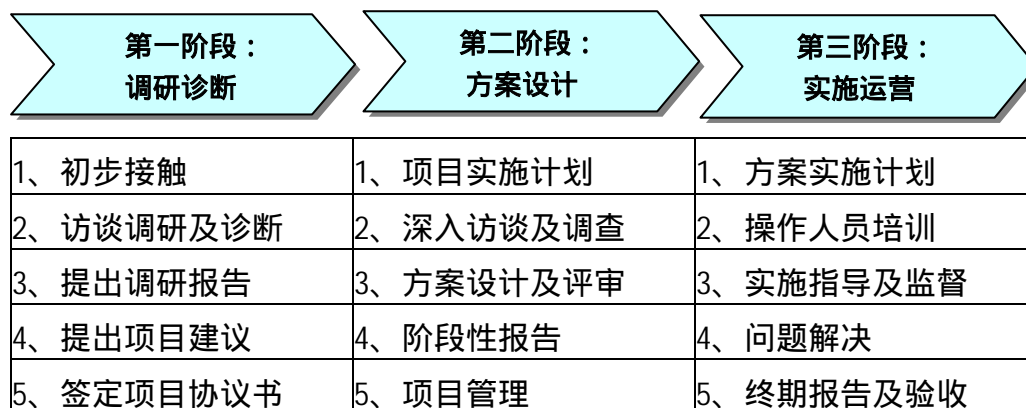 第一阶段：
调研诊断
第二阶段：
方案设计
第三阶段：
实施运营
1、初步接触 1、项目实施计划 1、方案实施计划
2、访谈调研及诊断 2、深入访谈及调查 2、操作人员培训
3、提出调研报告 3、方案设计及评审 3、实施指导及监督
4、提出项目建议 4、阶段性报告 4、问题解决
5、签定项目协议书 5、项目管理 5、终期报告及验收